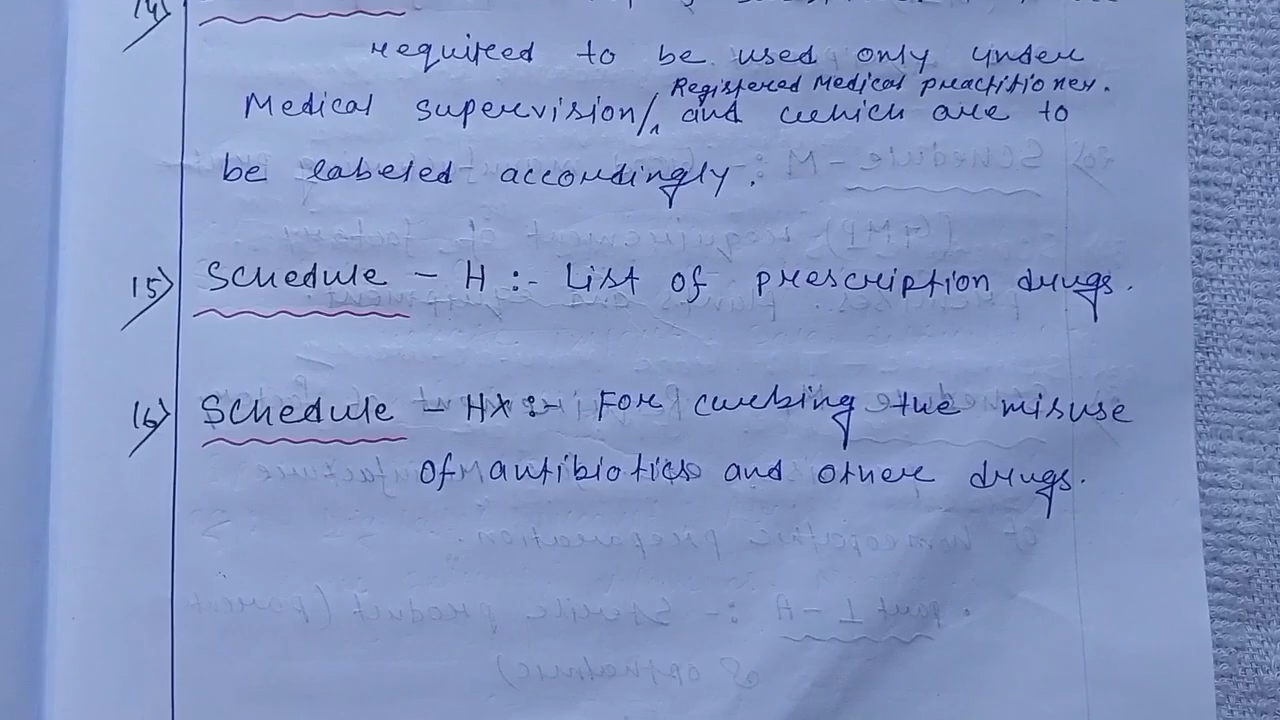 14)
required to be used only under
Registered Medical practitioner.
Medical supervision/ and which are to
be labeled accordingly.
15) Schedule - H :- List of prescription drugs.
16) Schedule - HX :- For curbing the misuse
of antibiotics and other drugs.